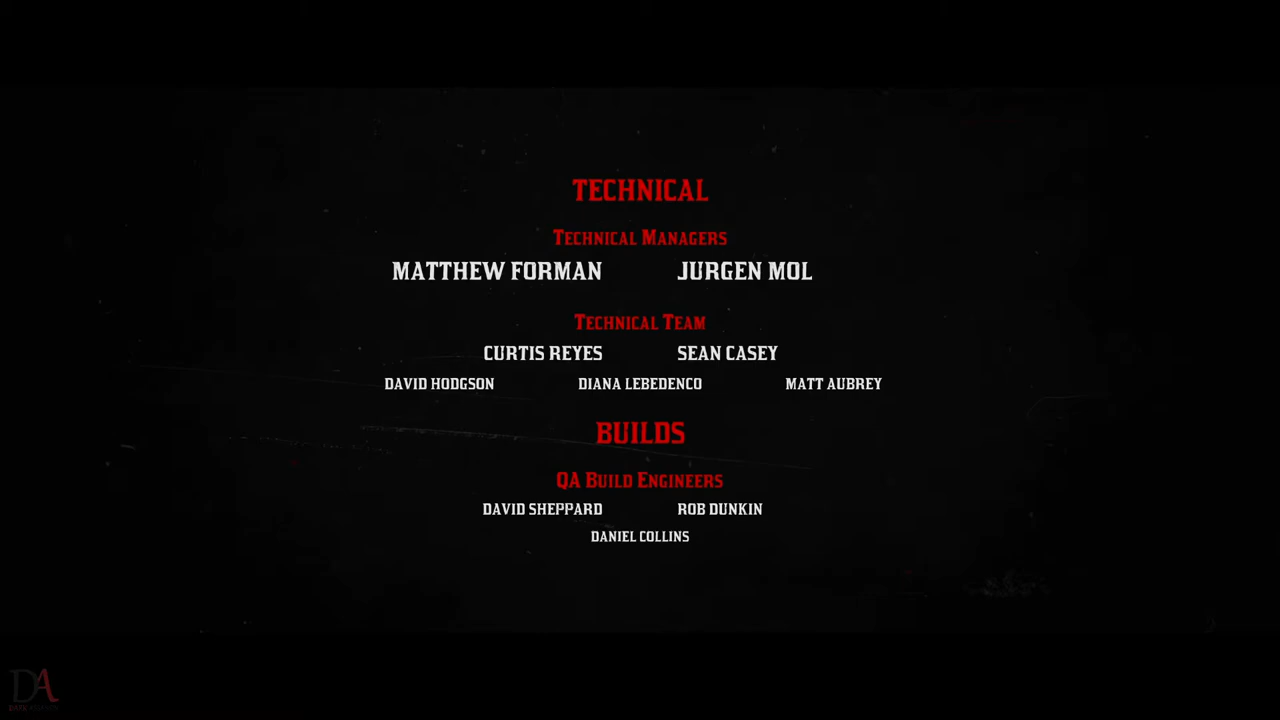 TECHNICAL
TECHNICAL MANAGERS
MATTHEW FORMAN JURGEN MOL
TECHNICAL TEAM
CURTIS REYES SEAN CASEY
DAVID HODGSON DIANA LEBEDENCO MATT AUBREY
BUILDS
QA BUILD ENGINEERS
DAVID SHEPPARD ROB DUNKIN
DANIEL COLLINS
DA